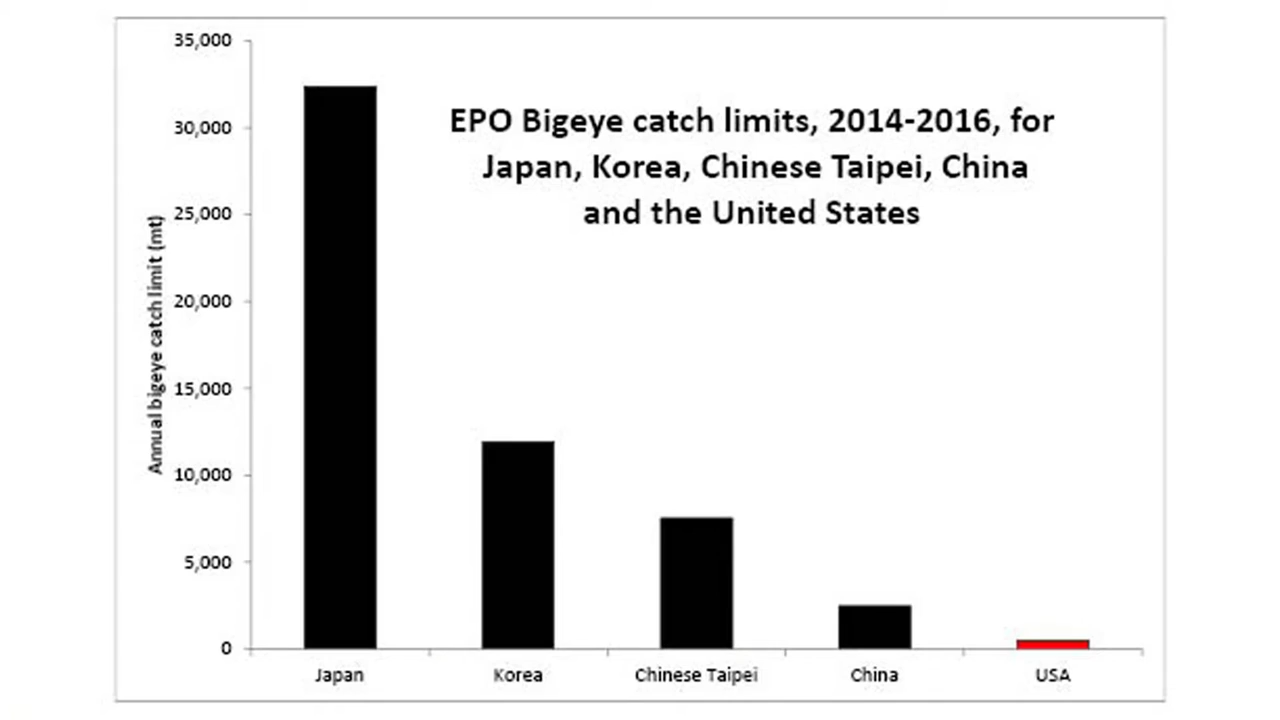 EPO Bigeye catch limits, 2014-2016, for
Japan, Korea, Chinese Taipei, China
and the United States
Annual bigeye catch limit (mt)
35,000
30,000
25,000
20,000
15,000
10,000
5,000
0
Japan Korea Chinese Taipei China USA